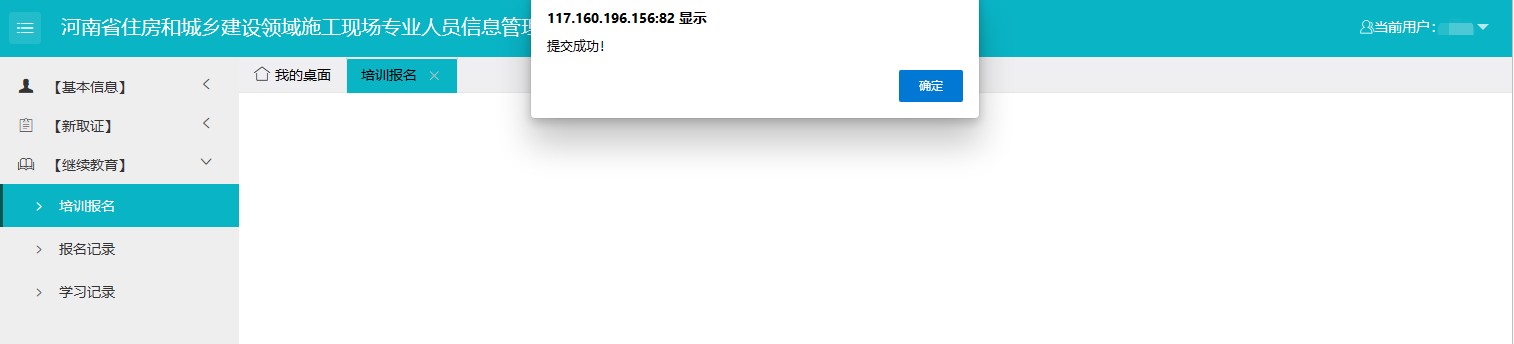 河南省住房和城乡建设领域施工现场专业人员信息管理
117.160.196.156:82 显示
提交成功！
确定
当前用户：
【基本信息】
【新取证】
【继续教育】
培训报名
报名记录
学习记录
我的桌面
培训报名